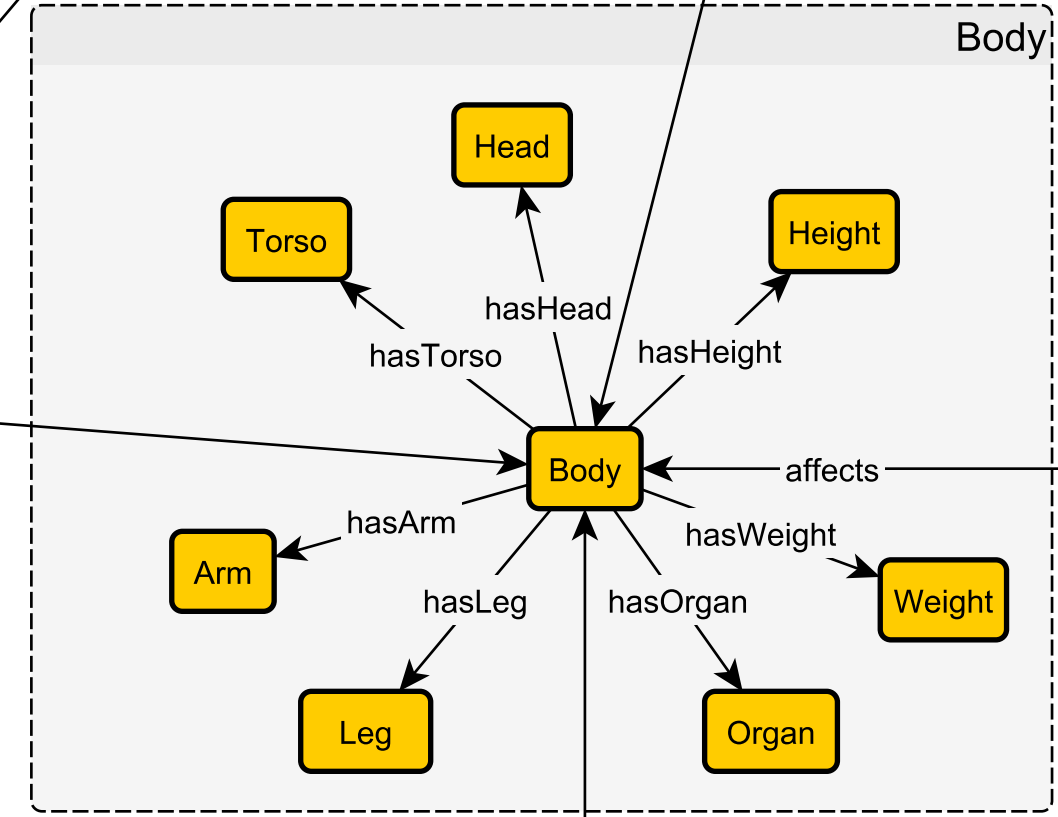 Body
Head
Torso
Height
hasHead
hasTorso
hasHeight
Body
affects
hasArm
hasWeight
Arm
hasLeg
hasOrgan
Weight
Leg
Organ